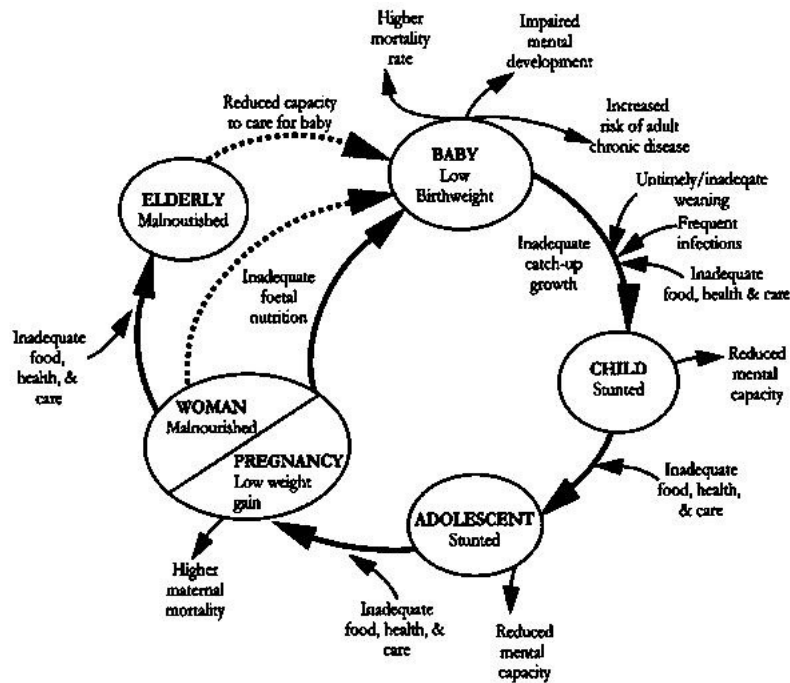 Higher
mortality
rate
Impaired
mental
development
Increased
risk of adult
chronic disease
Reduced capacity
to care for baby
BABY
Low
Birthweight
ELDERLY
Malnourished
Untimely/inadeqate
weaning
Frequent
infections
Inadequate
food, health & care
Inadequate
catch-up
growth
Inadequate
foetal
nutrition
Inadequate
food,
health, &
care
CHILD
Stunted
Reduced
mental
capacity
WOMAN
Malnourished
PREGNANCY
Low weight
gain
Inadequate
food, health,
& care
ADOLESCENT
Stunted
Higher
maternal
mortality
Inadequate
food, health, &
care
Reduced
mental
capacity